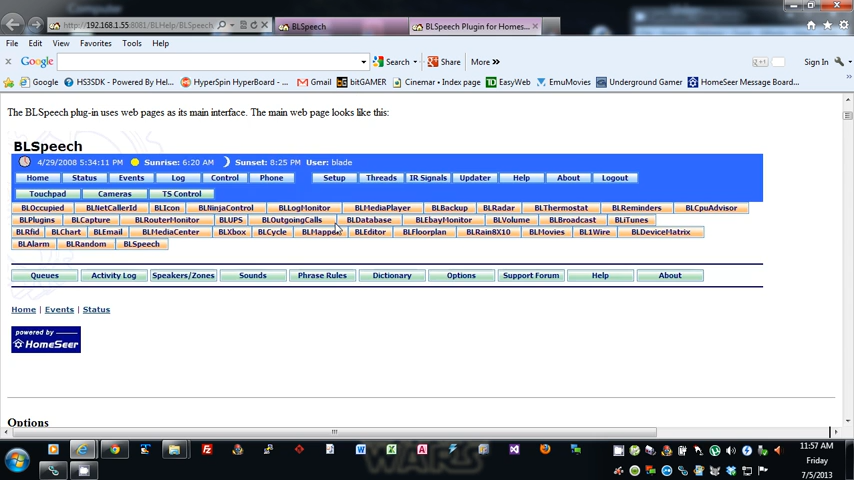 Computer
http://192.168.1.55:8081/BLHelp/BLSpeech
BLSpeech
BLSpeech Plugin for Homes...
File Edit View Favorites Tools Help
Google Search Share More >> Sign In
Google HS3SDK - Powered By Hel... HyperSpin HyperBoard - ... Gmail bitGAMER Cinemar • Index page EasyWeb EmuMovies Underground Gamer HomeSeer Message Board...
The BLSpeech plug-in uses web pages as its main interface. The main web page looks like this:
BLSpeech
4/29/2008 5:34:11 PM Sunrise: 6:20 AM Sunset: 8:25 PM User: blade
Home Status Events Log Control Phone Setup Threads IR Signals Updater Help About Logout
Touchpad Cameras TS Control
BLOccupied BLNetCallerId BLIcon BLNinjaControl BLLogMonitor BLMediaPlayer BLBackup BLRadar BLThermostat BLReminders BLCpuAdvisor
BLPlugins BLCapture BLRouterMonitor BLUPS BLOutgoingCalls BLDatabase BLEbayMonitor BLVolume BLBroadcast BLiTunes
BLRfid BLChart BLEmail BLMediaCenter BLXbox BLCycle BLMapper BLEditor BLFloorplan BLRain8X10 BLMovies BL1Wire BLDeviceMatrix
BLAlarm BLRandom BLSpeech
Queues Activity Log Speakers/Zones Sounds Phrase Rules Dictionary Options Support Forum Help About
Home | Events | Status
powered by
HomeSeer
Options
WARS
11:57 AM
Friday
7/5/2013